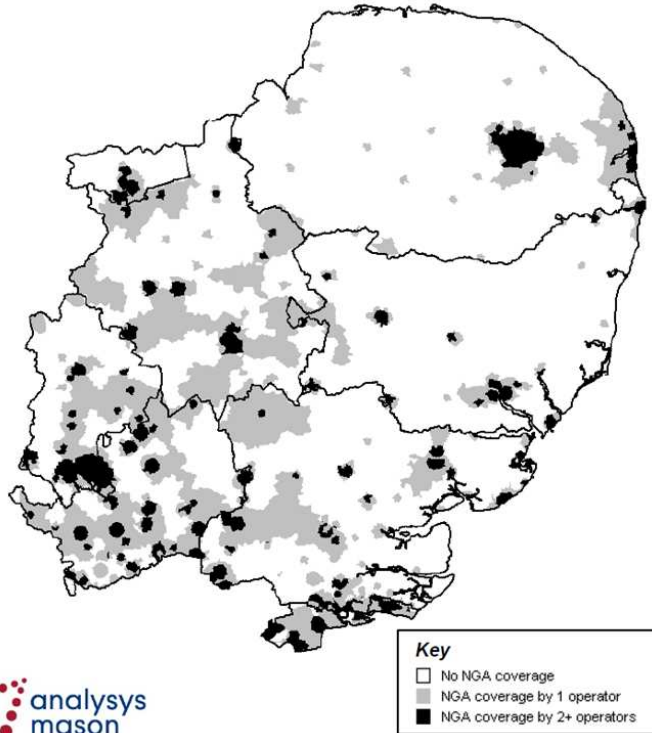 Key
No NGA coverage
NGA coverage by 1 operator
NGA coverage by 2+ operators
analysys
mason